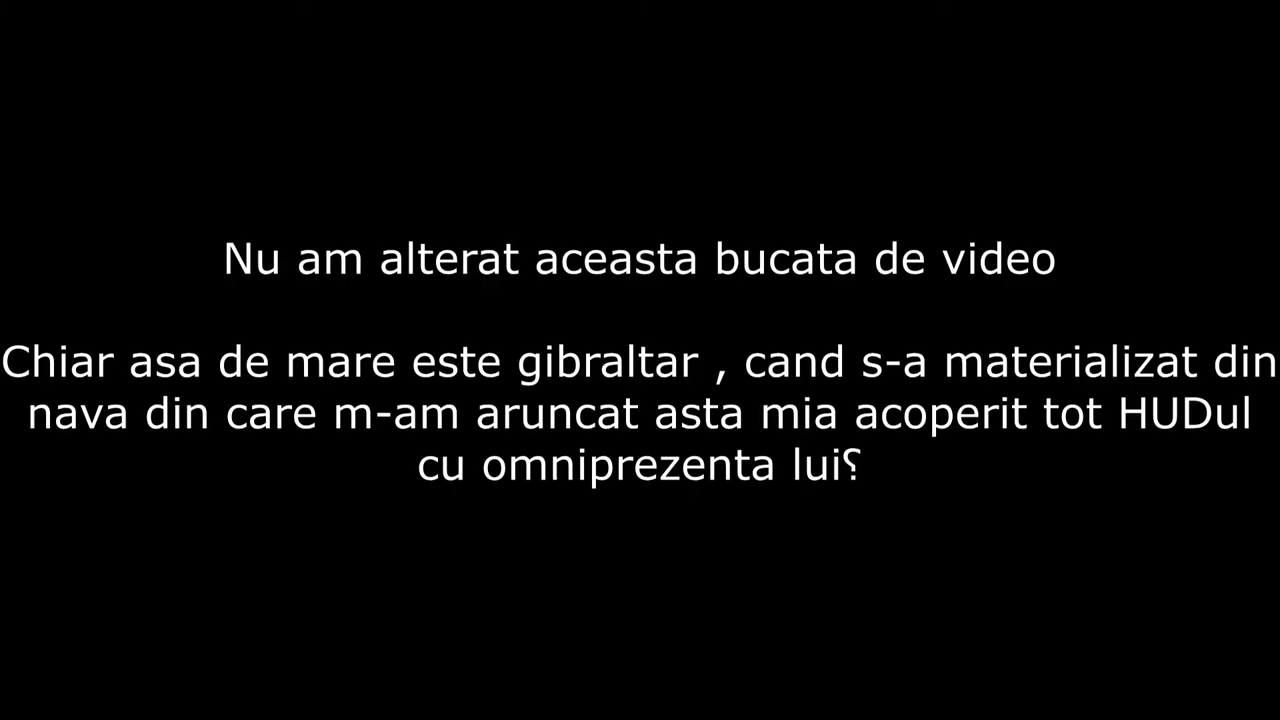 Nu am alterat aceasta bucata de video
Chiar asa de mare este gibraltar , cand s-a materializat din
nava din care m-am aruncat asta mia acoperit tot HUDul
cu omniprezenta lui⸮